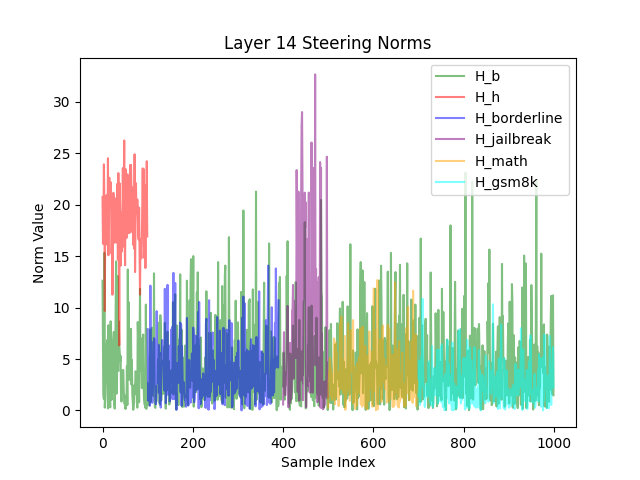 Layer 14 Steering Norms
H_b
H_h
H_borderline
H_jailbreak
H_math
H_gsm8k
Norm Value
30
25
20
15
10
5
0
0 200 400 600 800 1000
Sample Index